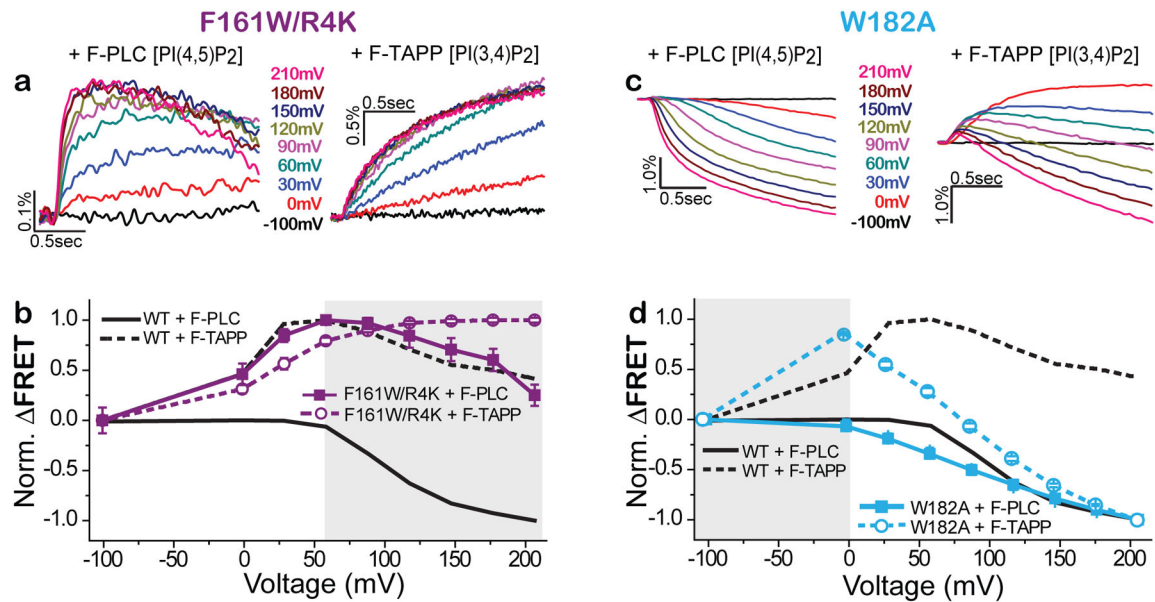 F161W/R4K
W182A
+ F-PLC [PI(4,5)P2]
+ F-TAPP [PI(3,4)P2]
+ F-PLC [PI(4,5)P2]
+ F-TAPP [PI(3,4)P2]
a
210mV
180mV
150mV
120mV
90mV
60mV
30mV
0mV
-100mV
0.1%
0.5sec
0.5%
0.5sec
c
210mV
180mV
150mV
120mV
90mV
60mV
30mV
0mV
-100mV
1.0%
0.5sec
1.0%
0.5sec
b
Norm. ΔFRET
1.0
0.5
0.0
-0.5
-1.0
WT + F-PLC
WT + F-TAPP
F161W/R4K + F-PLC
F161W/R4K + F-TAPP
-100
-50
0
50
100
150
200
Voltage (mV)
d
Norm. ΔFRET
1.0
0.5
0.0
-0.5
-1.0
WT + F-PLC
WT + F-TAPP
W182A + F-PLC
W182A + F-TAPP
-100
-50
0
50
100
150
200
Voltage (mV)